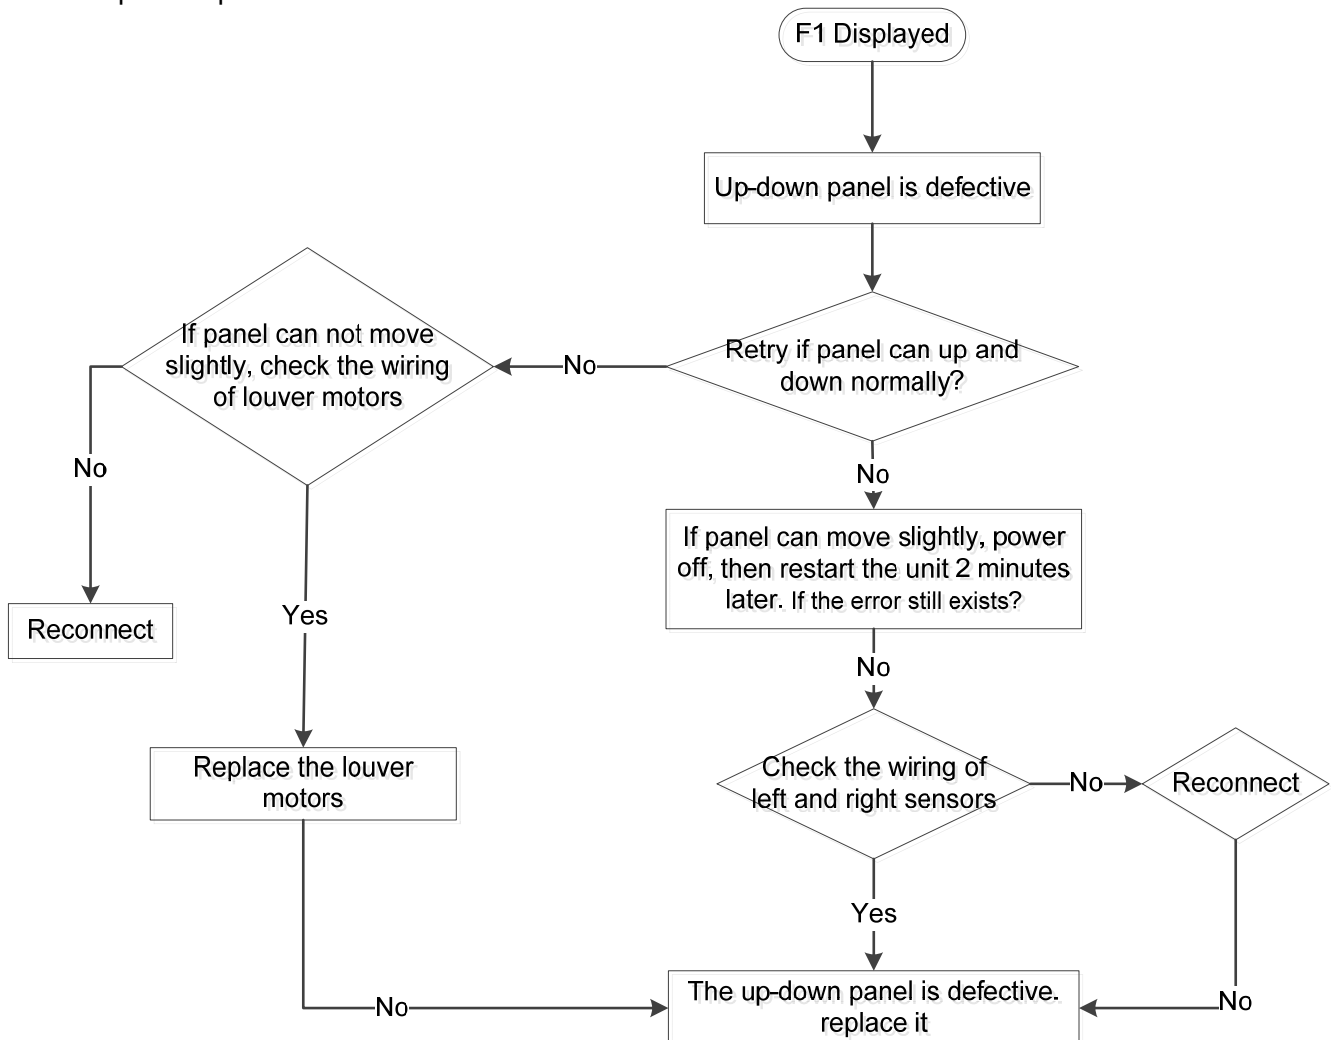 F1 Displayed
Up-down panel is defective
Retry if panel can up and
down normally?
No
If panel can not move
slightly, check the wiring
of louver motors
No
Reconnect
Yes
Replace the louver
motors
No
No
If panel can move slightly, power
off, then restart the unit 2 minutes
later. If the error still exists?
No
Check the wiring of
left and right sensors
No
Reconnect
Yes
No
The up-down panel is defective.
replace it